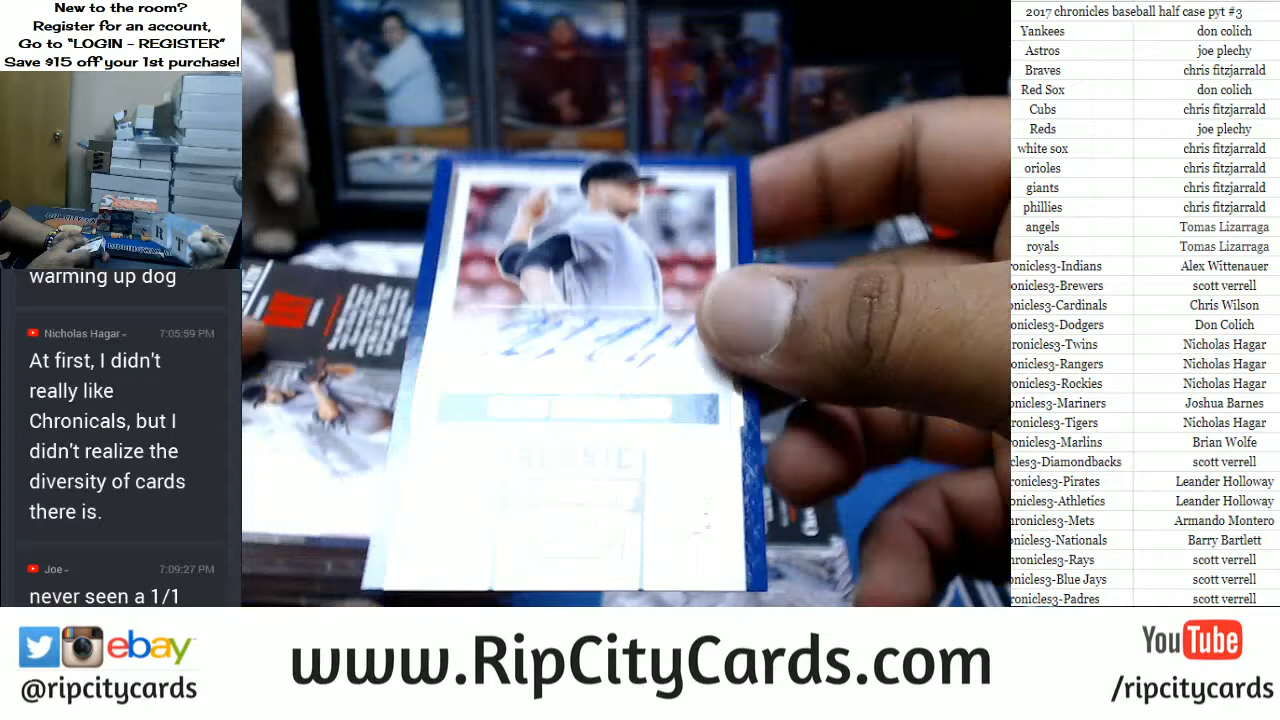 New to the room?
Register for an account,
Go to "LOGIN - REGISTER"
Save $15 off your 1st purchase!
warming up dog
Nicholas Hagar 7:05:59 PM
At first, I didn't
really like
Chronicals, but I
didn't realize the
diversity of cards
there is.
Joe 7:09:27 PM
never seen a 1/1
2017 chronicles baseball half case pyt #3
Yankees don colich
Astros joe plechy
Braves chris fitzjarrald
Red Sox don colich
Cubs chris fitzjarrald
Reds joe plechy
white sox chris fitzjarrald
orioles chris fitzjarrald
giants chris fitzjarrald
phillies chris fitzjarrald
angels Tomas Lizarraga
royals Tomas Lizarraga
ronicles3-Indians Alex Wittenauer
onicles3-Brewers scott verrell
onicles3-Cardinals Chris Wilson
onicles3-Dodgers Don Colich
ronicles3-Twins Nicholas Hagar
ronicles3-Rangers Nicholas Hagar
ronicles3-Rockies Nicholas Hagar
onicles3-Mariners Joshua Barnes
ronicles3-Tigers Nicholas Hagar
onicles3-Marlins Brian Wolfe
cles3-Diamondbacks scott verrell
ronicles3-Pirates Leander Holloway
onicles3-Athletics Leander Holloway
hronicles3-Mets Armando Montero
onicles3-Nationals Barry Bartlett
hronicles3-Rays scott verrell
onicles3-Blue Jays scott verrell
ronicles3-Padres scott verrell
ebay
@ripcitycards
www.RipCityCards.com
YouTube
/ripcitycards